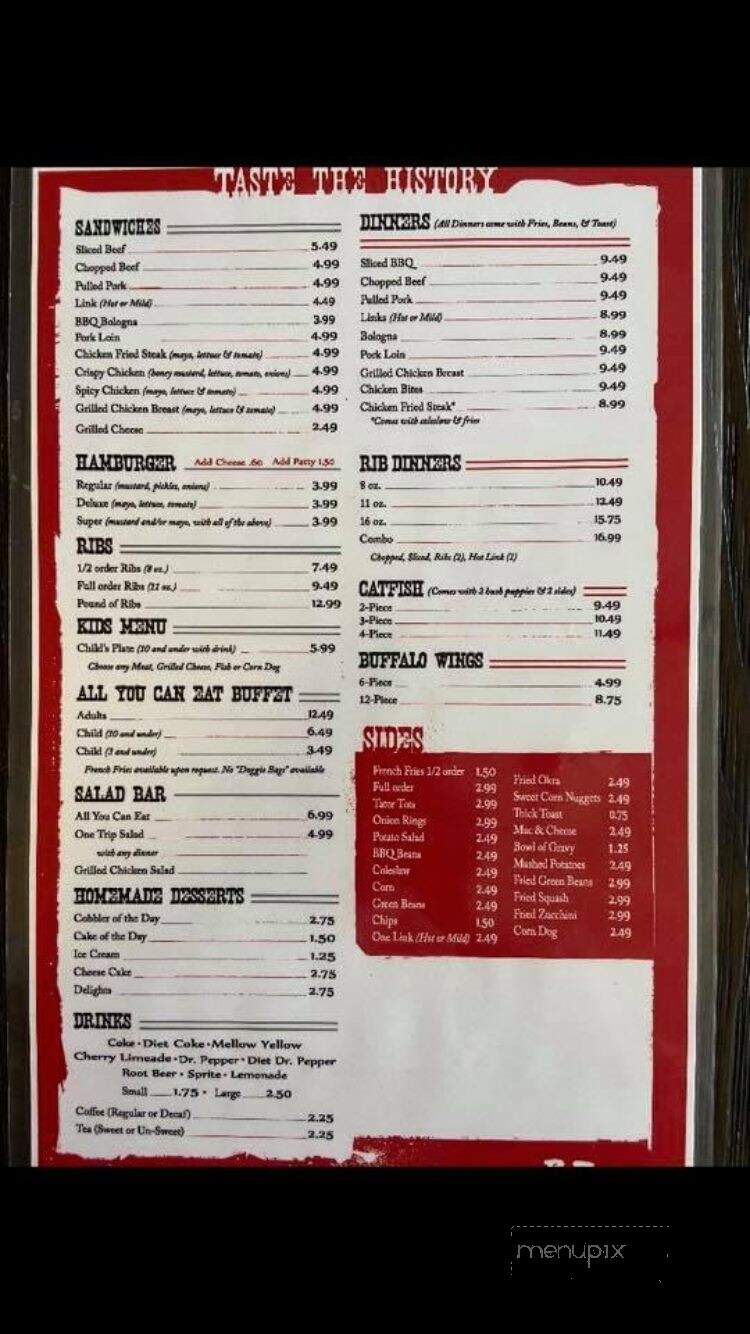 TASTE THE HISTORY
SANDWICHES
Sliced Beef 5.49
Chopped Beef 4.99
Pulled Pork 4.99
Link (Hot or Mild) 4.49
BBQ Bologna 3.99
Pork Loin 4.99
Chicken Fried Steak (mayo, lettuce & tomato) 4.99
Crispy Chicken (honey mustard, lettuce, tomato, onions) 4.99
Spicy Chicken (mayo, lettuce & tomato) 4.99
Grilled Chicken Breast (mayo, lettuce & tomato) 4.99
Grilled Cheese 2.49
HAMBURGER Add Cheese .60 Add Patty 1.50
Regular (mustard, pickles, onions) 3.99
Deluxe (mayo, lettuce, tomato) 3.99
Super (mustard and/or mayo, with all of the above) 3.99
RIBS
1/2 order Ribs (8 oz.) 7.49
Full order Ribs (11 oz.) 9.49
Pound of Ribs 12.99
KIDS MENU
Child's Plate (10 and under with drink) 5.99
Choose any Meat, Grilled Cheese, Fish or Corn Dog
ALL YOU CAN EAT BUFFET
Adults 12.49
Child (10 and under) 6.49
Child (3 and under) 3.49
French Fries available upon request. No "Doggie Bags" available
SALAD BAR
All You Can Eat 6.99
One Trip Salad 4.99
with any dinner
Grilled Chicken Salad
HOMEMADE DESSERTS
Cobbler of the Day 2.75
Cake of the Day 1.50
Ice Cream 1.25
Cheese Cake 2.75
Delights 2.75
DRINKS
Coke • Diet Coke • Mellow Yellow
Cherry Limeade • Dr. Pepper • Diet Dr. Pepper
Root Beer • Sprite • Lemonade
Small 1.75 • Large 2.50
Coffee (Regular or Decaf) 2.25
Tea (Sweet or Un-Sweet) 2.25
DINNERS (All Dinners come with Fries, Beans, & Toast)
Sliced BBQ 9.49
Chopped Beef 9.49
Pulled Pork 9.49
Links (Hot or Mild) 8.99
Bologna 8.99
Pork Loin 9.49
Grilled Chicken Breast 9.49
Chicken Bites 9.49
Chicken Fried Steak* 8.99
*Comes with coleslaw & fries
RIB DINNERS
8 oz. 10.49
11 oz. 12.49
16 oz. 15.75
Combo 16.99
Chopped, Sliced, Ribs (2), Hot Link (1)
CATFISH (Comes with 2 hush puppies & 2 sides)
2-Piece 9.49
3-Piece 10.49
4-Piece 11.49
BUFFALO WINGS
6-Piece 4.99
12-Piece 8.75
SIDES
French Fries 1/2 order 1.50
Full order 2.99
Tator Tots 2.99
Onion Rings 2.99
Potato Salad 2.49
BBQ Beans 2.49
Coleslaw 2.49
Corn 2.49
Green Beans 2.49
Chips 1.50
One Link (Hot or Mild) 2.49
Fried Okra 2.49
Sweet Corn Nuggets 2.49
Thick Toast 0.75
Mac & Cheese 2.49
Bowl of Gravy 1.25
Mashed Potatoes 2.49
Fried Green Beans 2.99
Fried Squash 2.99
Fried Zucchini 2.99
Corn Dog 2.49
menupix